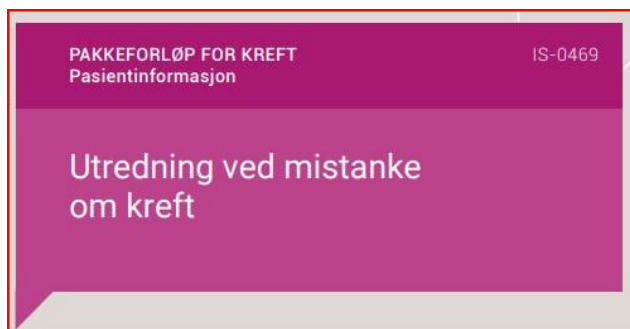 PAKKEFORLØP FOR KREFT
IS-0469
Pasientinformasjon
Utredning ved mistanke
om kreft